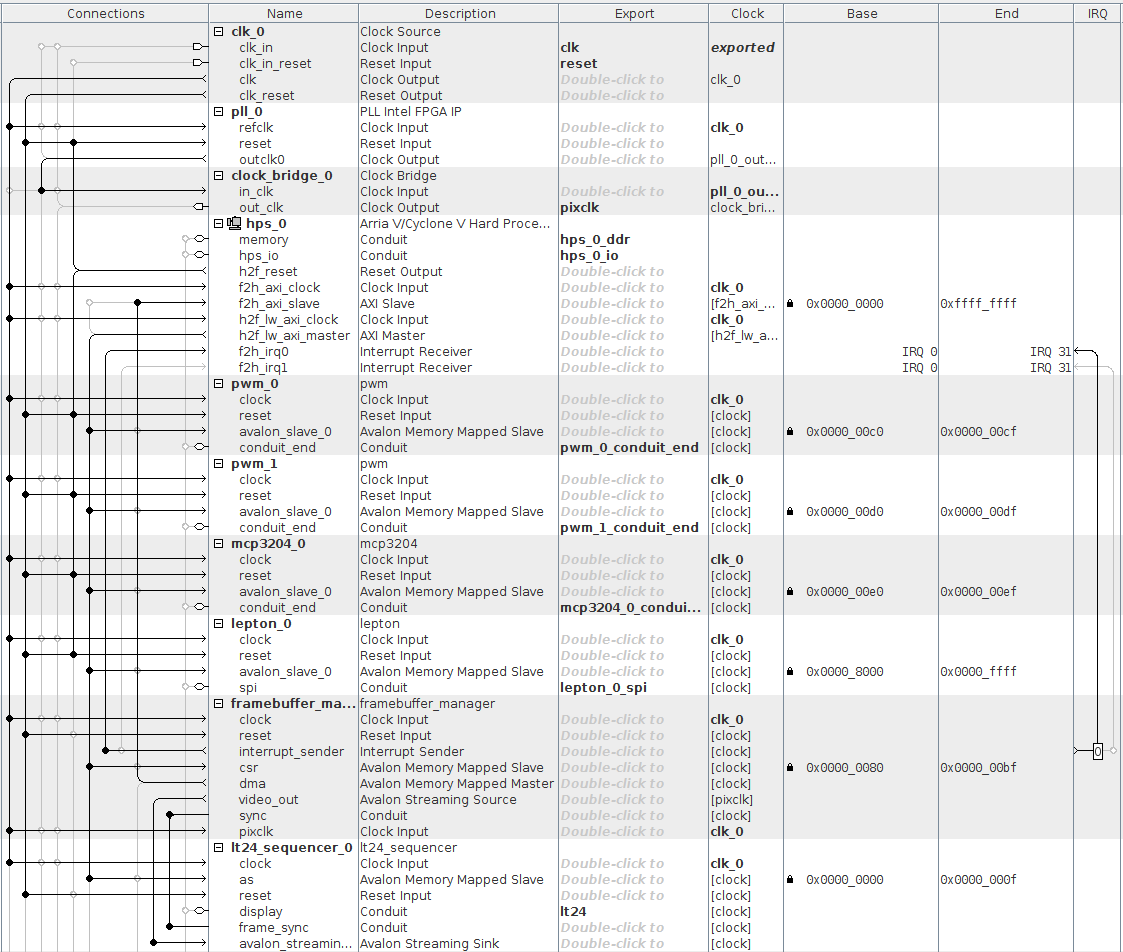 Connections Name Description Export Clock Base End IRQ
clk_0 Clock Source
clk_in Clock Input clk exported
clk_in_reset Reset Input reset
clk Clock Output Double-click to clk_0
clk_reset Reset Output Double-click to
pll_0 PLL Intel FPGA IP
refclk Clock Input Double-click to clk_0
reset Reset Input Double-click to
outclk0 Clock Output Double-click to pll_0_out...
clock_bridge_0 Clock Bridge
in_clk Clock Input Double-click to pll_0_ou...
out_clk Clock Output pixclk clock_bri...
hps_0 Arria V/Cyclone V Hard Proce...
memory Conduit hps_0_ddr
hps_io Conduit hps_0_io
h2f_reset Reset Output Double-click to
f2h_axi_clock Clock Input Double-click to clk_0
f2h_axi_slave AXI Slave Double-click to [f2h_axi_... 0x0000_0000 0xffff_ffff
h2f_lw_axi_clock Clock Input Double-click to clk_0
h2f_lw_axi_master AXI Master Double-click to [h2f_lw_a...
f2h_irq0 Interrupt Receiver Double-click to IRQ 0 IRQ 31
f2h_irq1 Interrupt Receiver Double-click to IRQ 0 IRQ 31
pwm_0 pwm
clock Clock Input Double-click to clk_0
reset Reset Input Double-click to [clock]
avalon_slave_0 Avalon Memory Mapped Slave Double-click to [clock] 0x0000_00c0 0x0000_00cf
conduit_end Conduit pwm_0_conduit_end [clock]
pwm_1 pwm
clock Clock Input Double-click to clk_0
reset Reset Input Double-click to [clock]
avalon_slave_0 Avalon Memory Mapped Slave Double-click to [clock] 0x0000_00d0 0x0000_00df
conduit_end Conduit pwm_1_conduit_end [clock]
mcp3204_0 mcp3204
clock Clock Input Double-click to clk_0
reset Reset Input Double-click to [clock]
avalon_slave_0 Avalon Memory Mapped Slave Double-click to [clock] 0x0000_00e0 0x0000_00ef
conduit_end Conduit mcp3204_0_condui... [clock]
lepton_0 lepton
clock Clock Input Double-click to clk_0
reset Reset Input Double-click to [clock]
avalon_slave_0 Avalon Memory Mapped Slave Double-click to [clock] 0x0000_8000 0x0000_ffff
spi Conduit lepton_0_spi [clock]
framebuffer_ma... framebuffer_manager
clock Clock Input Double-click to clk_0
reset Reset Input Double-click to [clock]
interrupt_sender Interrupt Sender Double-click to [clock] 0
csr Avalon Memory Mapped Slave Double-click to [clock] 0x0000_0080 0x0000_00bf
dma Avalon Memory Mapped Master Double-click to [clock]
video_out Avalon Streaming Source Double-click to [pixclk]
sync Conduit Double-click to [clock]
pixclk Clock Input Double-click to clk_0
lt24_sequencer_0 lt24_sequencer
clock Clock Input Double-click to clk_0
as Avalon Memory Mapped Slave Double-click to [clock] 0x0000_0000 0x0000_000f
reset Reset Input Double-click to [clock]
display Conduit lt24 [clock]
frame_sync Conduit Double-click to [clock]
avalon_streamin... Avalon Streaming Sink Double-click to [clock]